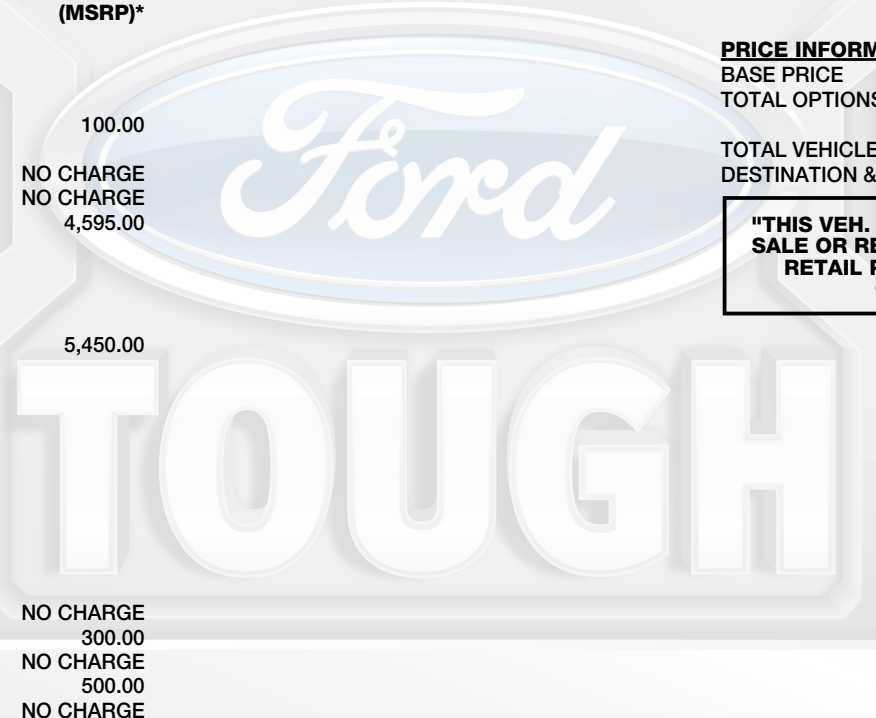 (MSRP)*
100.00
NO CHARGE
NO CHARGE
4,595.00
5,450.00
NO CHARGE
300.00
NO CHARGE
500.00
NO CHARGE
Ford
TOUGH
PRICE INFORM
BASE PRICE
TOTAL OPTIONS
TOTAL VEHICLE
DESTINATION &
"THIS VEH.
SALE OR RE
RETAIL